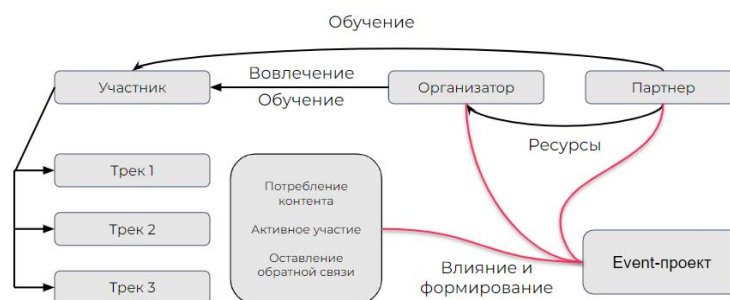 Обучение
Участник
Вовлечение
Обучение
Организатор
Партнер
Ресурсы
Трек 1
Трек 2
Трек 3
Потребление
контента
Активное участие
Оставление
обратной связи
Влияние и
формирование
Event-проект